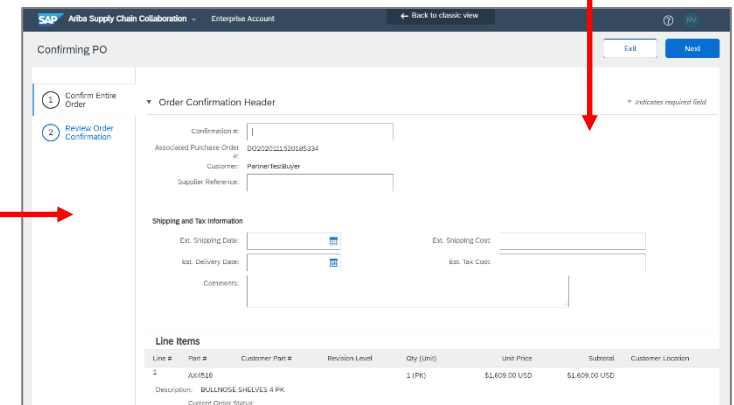 SAP Ariba Supply Chain Collaboration Enterprise Account ← Back to classic view ? RV
Confirming PO Exit Next
1 Confirm Entire Order
2 Review Order Confirmation
▼ Order Confirmation Header * Indicates required field
Confirmation #:
Associated Purchase Order #: DO2020111520185334
Customer: PartnerTestBuyer
Supplier Reference:
Shipping and Tax Information
Est. Shipping Date: Est. Shipping Cost:
Est. Delivery Date: Est. Tax Cost:
Comments:
Line Items
Line # Part # Customer Part # Revision Level Qty (Unit) Unit Price Subtotal Customer Location
1 AX4518 1 (PK) $1,609.00 USD $1,609.00 USD
Description: BULLNOSE SHELVES 4 PK
Current Order Status: